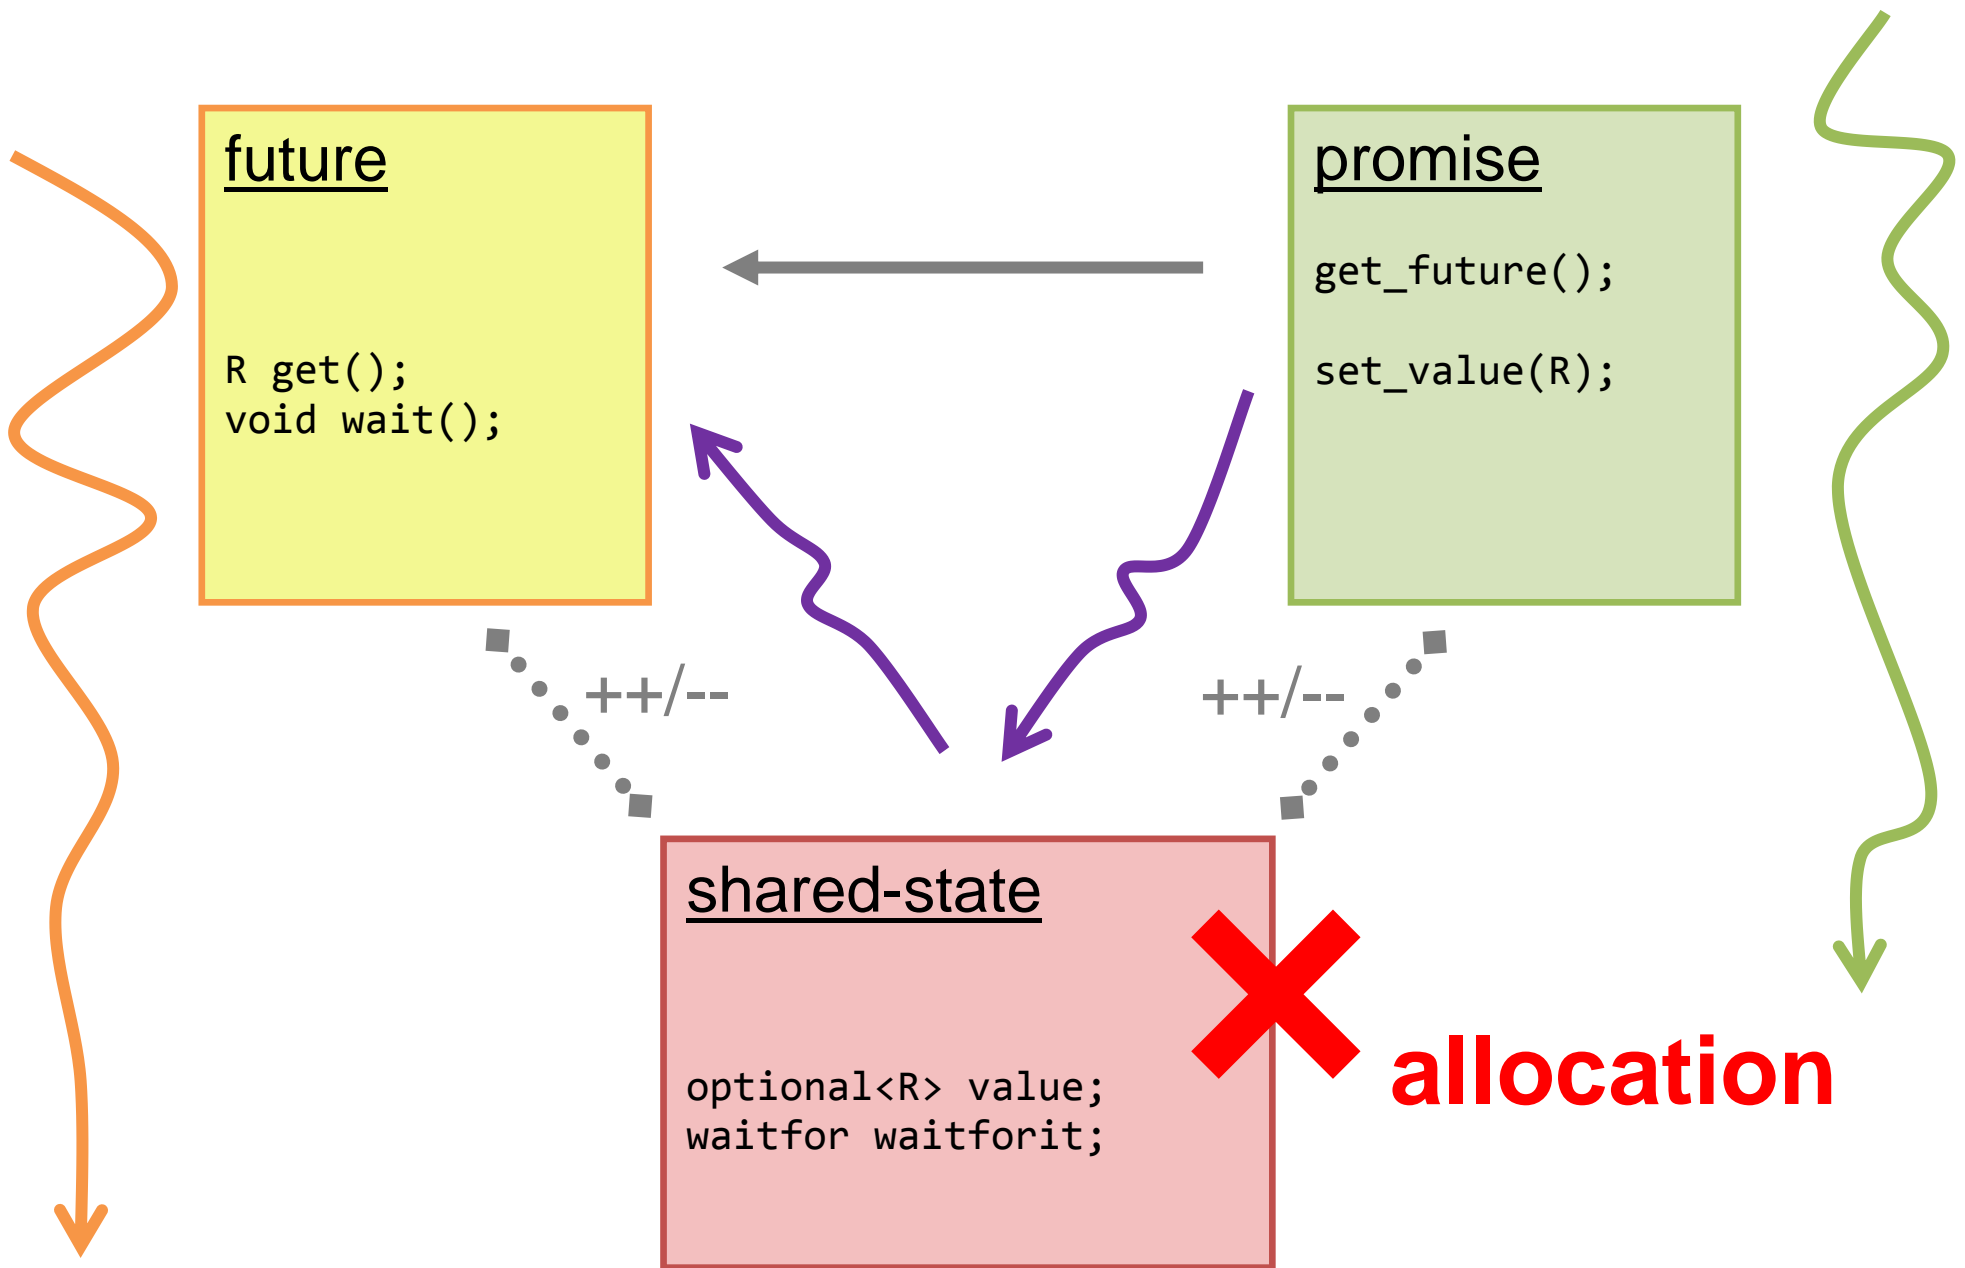 future
R get();
void wait();
promise
get_future();
set_value(R);
++/--
++/--
shared-state
optional<R> value;
waitfor waitforit;
allocation